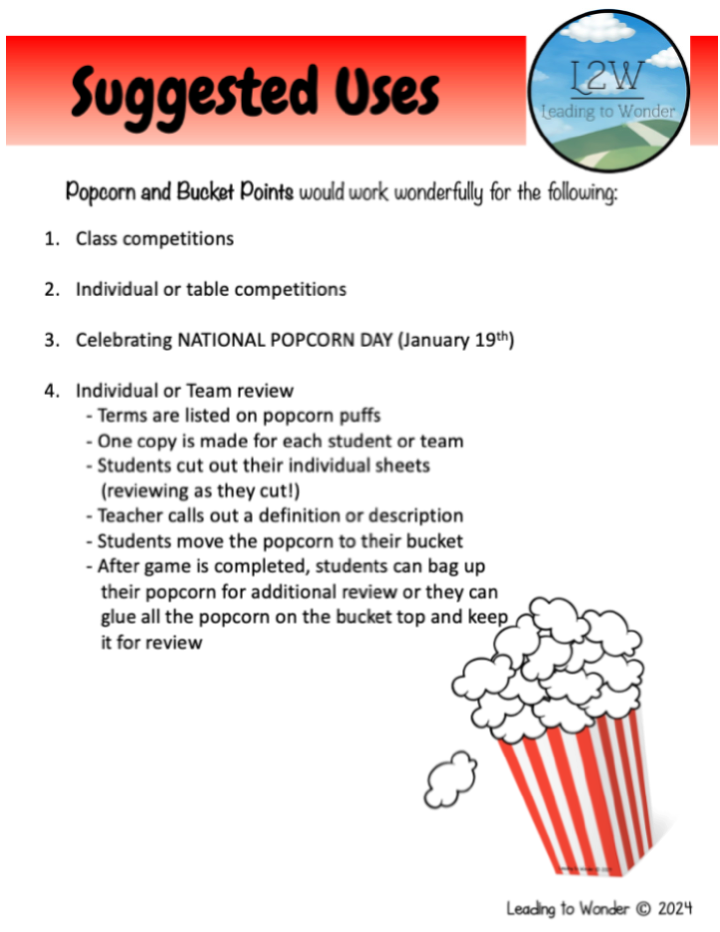 Suggested Uses
L2W
Leading to Wonder
Popcorn and Bucket Points would work wonderfully for the following:
1. Class competitions
2. Individual or table competitions
3. Celebrating NATIONAL POPCORN DAY (January 19th)
4. Individual or Team review
- Terms are listed on popcorn puffs
- One copy is made for each student or team
- Students cut out their individual sheets
(reviewing as they cut!)
- Teacher calls out a definition or description
- Students move the popcorn to their bucket
- After game is completed, students can bag up
their popcorn for additional review or they can
glue all the popcorn on the bucket top and keep
it for review
Leading to Wonder © 2024